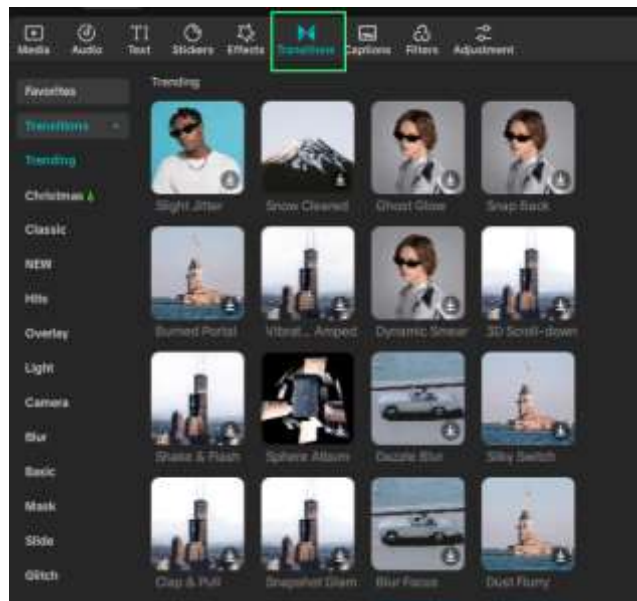 Media Audio Text Stickers Effects Transitions Captions Filters Adjustment
Favorites
Transitions
Trending
Christmas
Classic
NEW
Hits
Overlay
Light
Camera
Blur
Basic
Mask
Slide
Glitch
Trending
Slight Jitter Snow Cleared Ghost Glow Snap Back
Burned Portal Vibrat... Amped Dynamic Smear 3D Scroll-down
Shake & Flash Sphere Album Dazzle Blur Silky Switch
Clap & Pull Snapshot Glam Blur Focus Dust Flurry